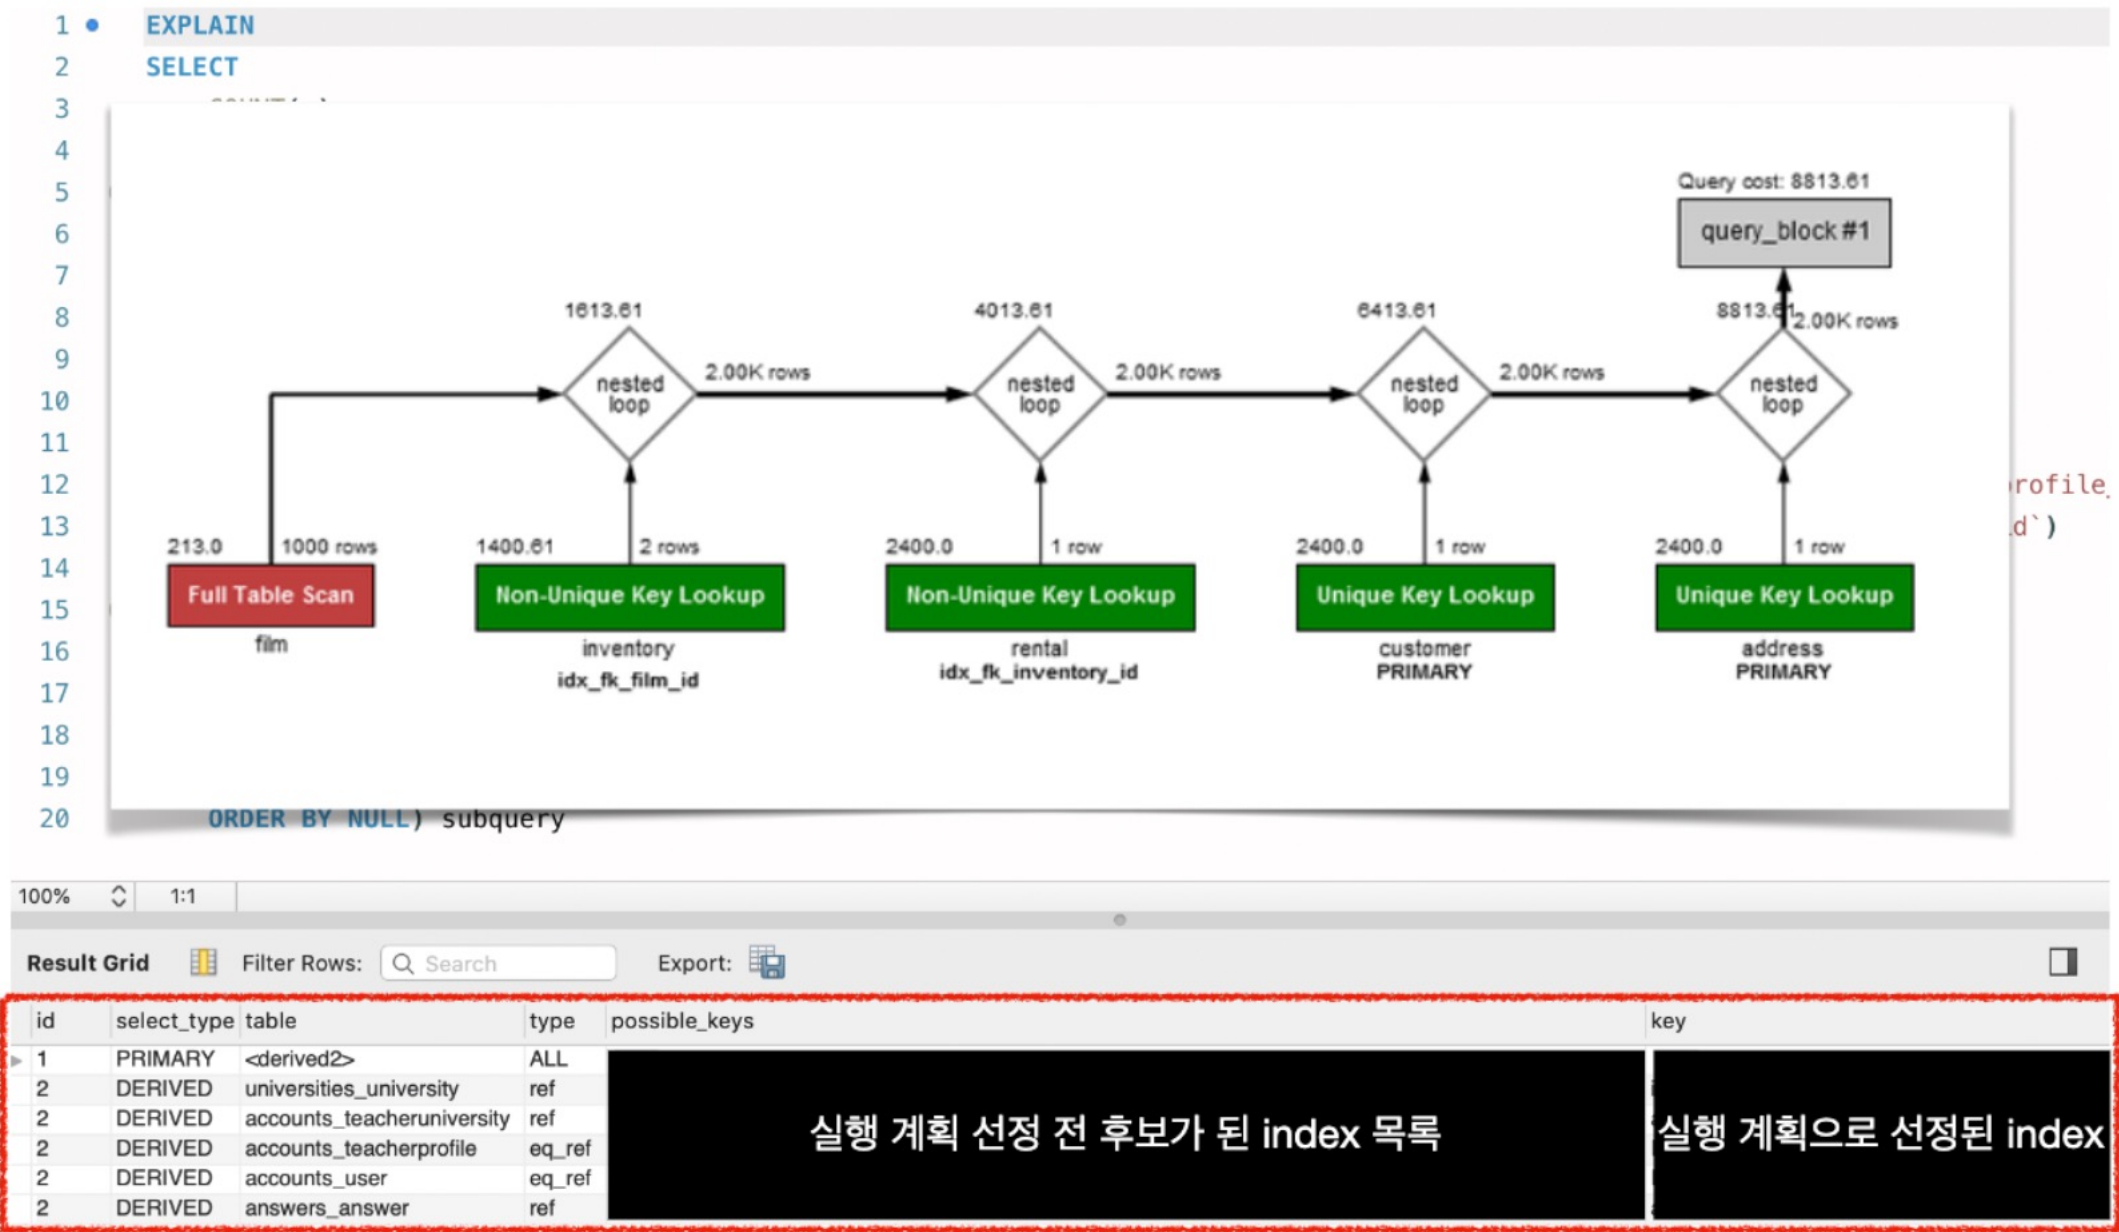 1 EXPLAIN
2 SELECT
3
4
5
6
7
8
9
10
11
12
13
14
15
16
17
18
19
20 ORDER BY NULL) subquery
rofile_
d`)
Query cost: 8813.61
query_block #1
1613.61
4013.61
6413.61
8813.61
2.00K rows
nested loop
2.00K rows
nested loop
2.00K rows
nested loop
2.00K rows
nested loop
213.0 1000 rows
1400.61 2 rows
2400.0 1 row
2400.0 1 row
2400.0 1 row
Full Table Scan
Non-Unique Key Lookup
Non-Unique Key Lookup
Unique Key Lookup
Unique Key Lookup
film
inventory
idx_fk_film_id
rental
idx_fk_inventory_id
customer
PRIMARY
address
PRIMARY
100% 1:1
Result Grid Filter Rows: Search Export:
id select_type table type possible_keys key
1 PRIMARY <derived2> ALL
2 DERIVED universities_university ref
2 DERIVED accounts_teacheruniversity ref
2 DERIVED accounts_teacherprofile eq_ref
2 DERIVED accounts_user eq_ref
2 DERIVED answers_answer ref
실행 계획 선정 전 후보가 된 index 목록
실행 계획으로 선정된 index